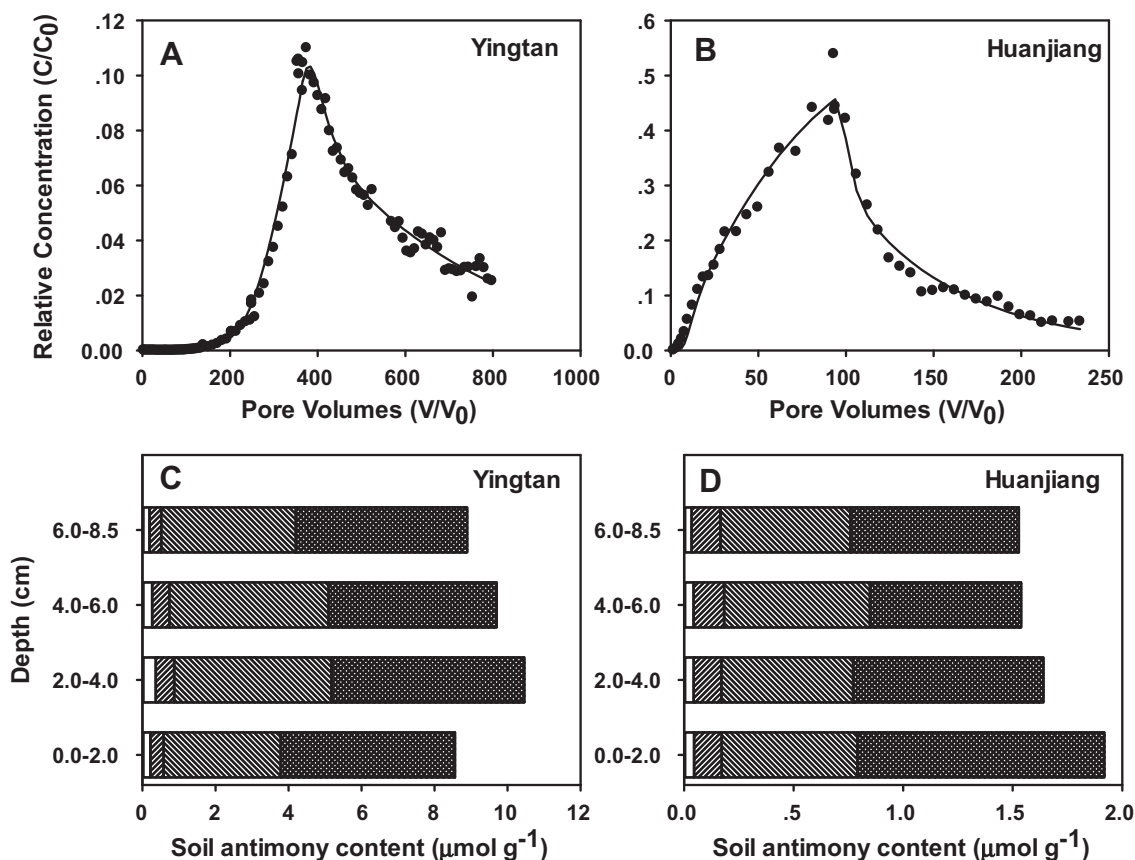 A
Yingtan
Relative Concentration (C/C0)
.12
.10
.08
.06
.04
.02
0.00
0 200 400 600 800 1000
Pore Volumes (V/V0)
B
Huanjiang
.6
.5
.4
.3
.2
.1
0.0
0 50 100 150 200 250
Pore Volumes (V/V0)
C
Yingtan
Depth (cm)
6.0-8.5
4.0-6.0
2.0-4.0
0.0-2.0
0 2 4 6 8 10 12
Soil antimony content (μmol g-1)
D
Huanjiang
6.0-8.5
4.0-6.0
2.0-4.0
0.0-2.0
0.0 .5 1.0 1.5 2.0
Soil antimony content (μmol g-1)